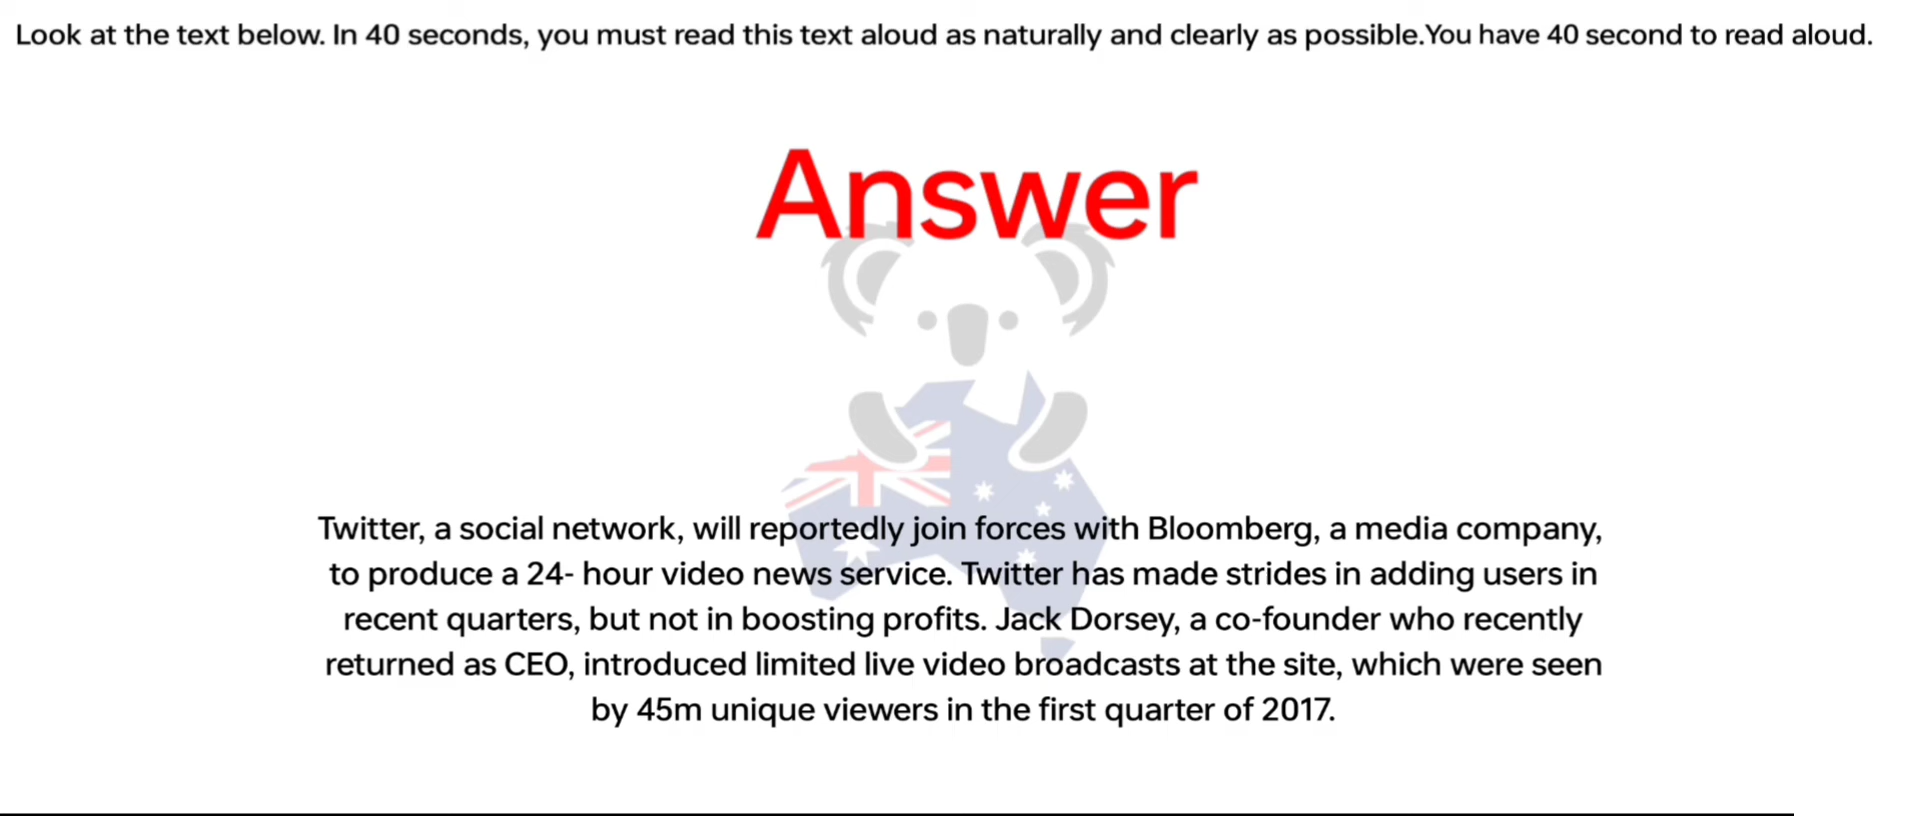 Look at the text below. In 40 seconds, you must read this text aloud as naturally and clearly as possible.You have 40 second to read aloud.
Answer
Twitter, a social network, will reportedly join forces with Bloomberg, a media company,
to produce a 24- hour video news service. Twitter has made strides in adding users in
recent quarters, but not in boosting profits. Jack Dorsey, a co-founder who recently
returned as CEO, introduced limited live video broadcasts at the site, which were seen
by 45m unique viewers in the first quarter of 2017.